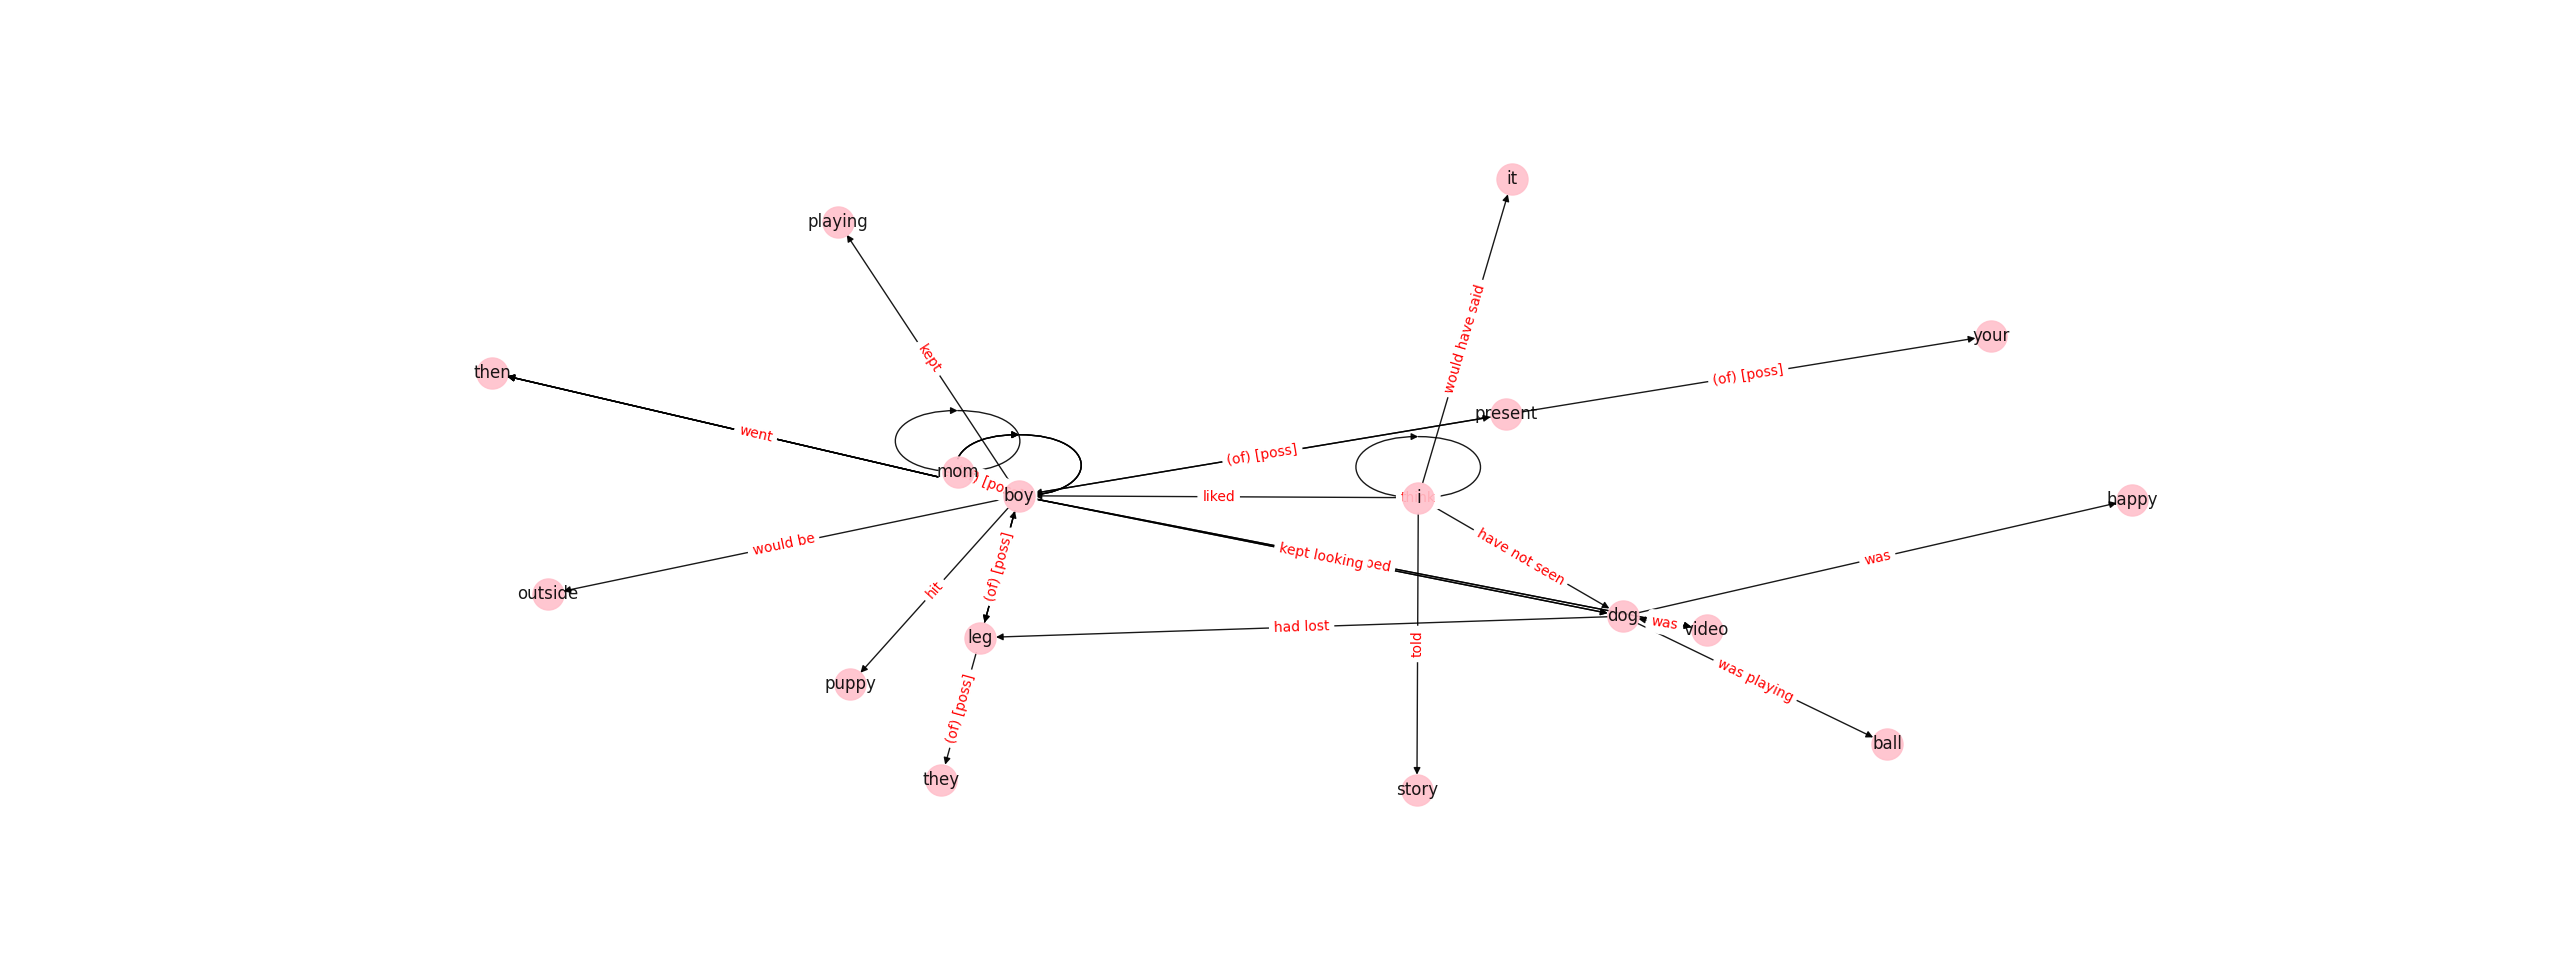 it
playing
would have said
your
kept
then
(of) [poss]
present
went
(of) [poss]
mom
boy
liked
i
happy
would be
kept looking
have not seen
was
(of) [poss]
hit
outside
dog
was
video
had lost
leg
told
was playing
puppy
(of) [poss]
ball
they
story